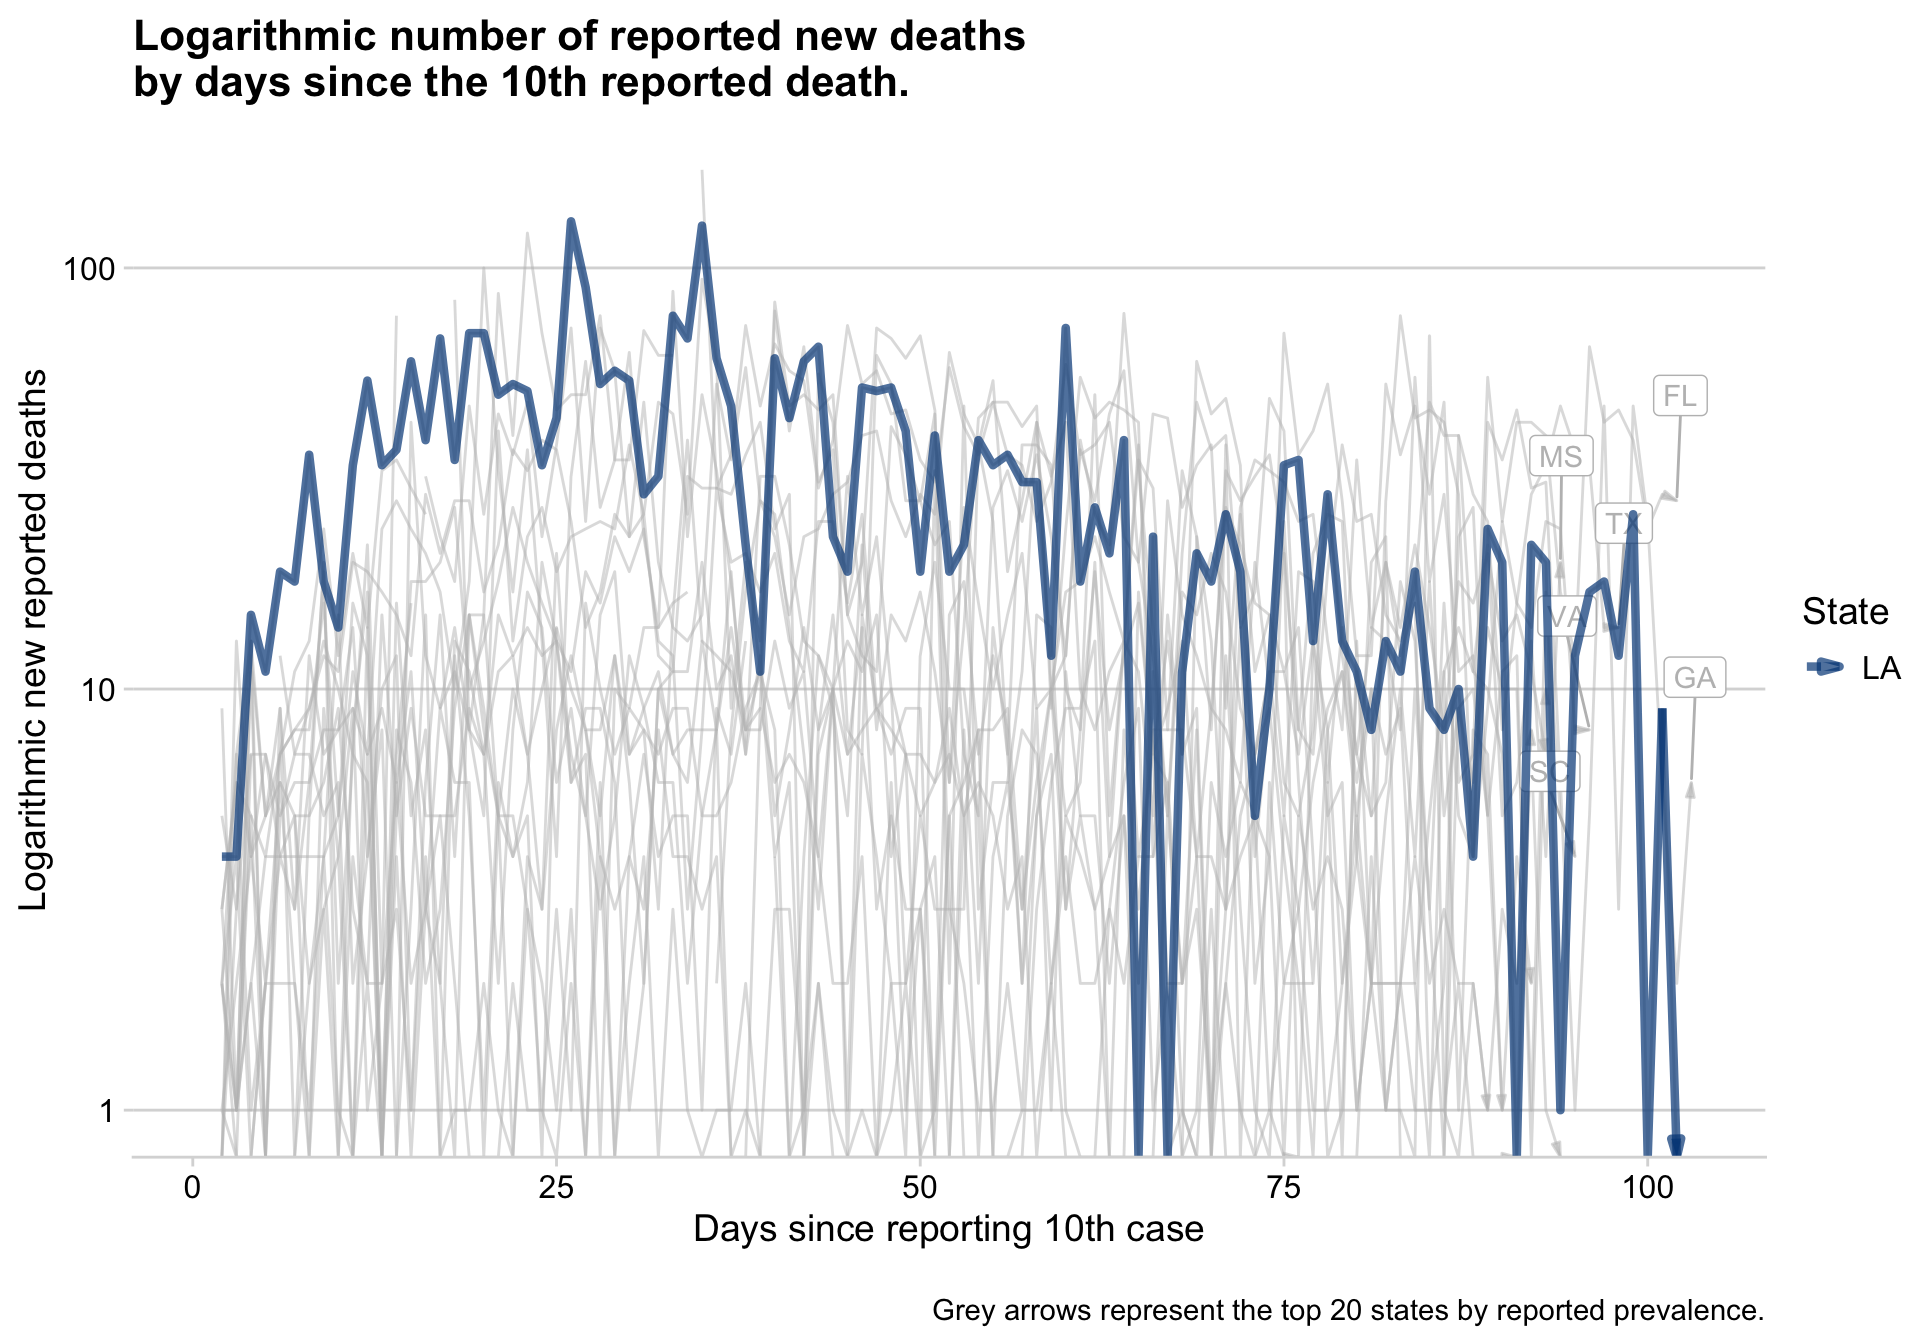 Logarithmic number of reported new deaths
by days since the 10th reported death.
Logarithmic new reported deaths
100
10
1
FL
MS
TX
VA
GA
SC
State
LA
0
25
50
75
100
Days since reporting 10th case
Grey arrows represent the top 20 states by reported prevalence.